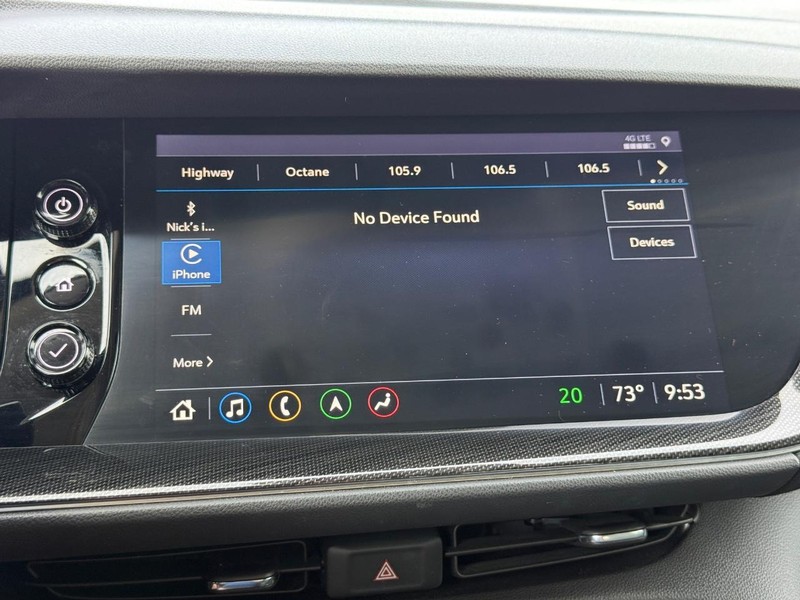 4G LTE
Highway Octane 105.9 106.5 106.5
Nick's i...
No Device Found
Sound
Devices
iPhone
FM
More
20 73° 9:53